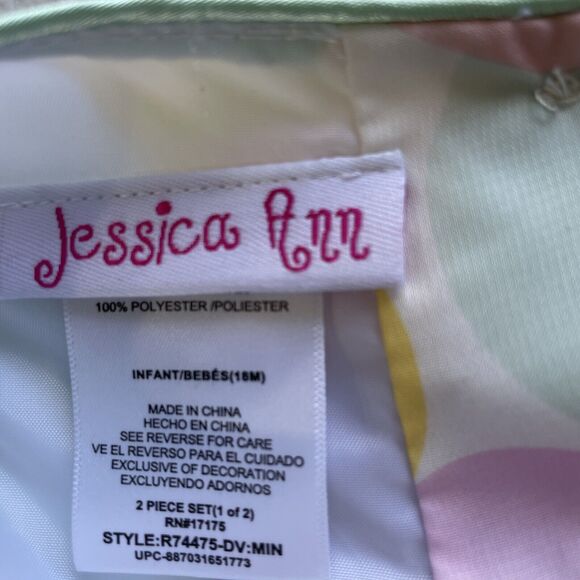 Jessica Ann
100% POLYESTER /POLIESTER
INFANT/BEBÉS(18M)
MADE IN CHINA
HECHO EN CHINA
SEE REVERSE FOR CARE
VE EL REVERSO PARA EL CUIDADO
EXCLUSIVE OF DECORATION
EXCLUYENDO ADORNOS
2 PIECE SET(1 of 2)
RN#17175
STYLE:R74475-DV:MIN
UPC-887031651773